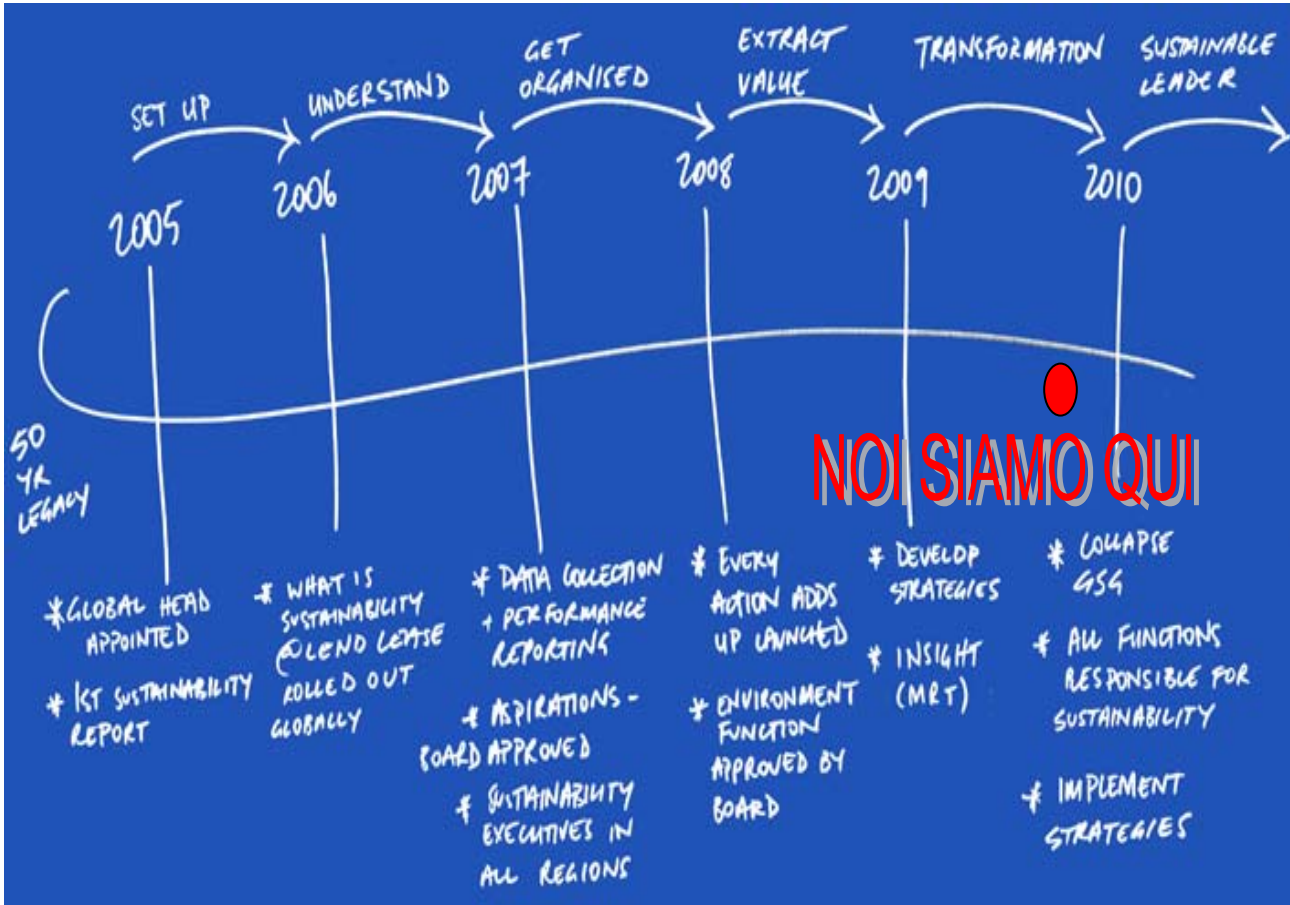 SET UP
UNDERSTAND
GET
ORGANISED
EXTRACT
VALUE
TRANSFORMATION
SUSTAINABLE
LEADER
2005
2006
2007
2008
2009
2010
50
YR
LEGACY
NOI SIAMO QUI
* GLOBAL HEAD
APPOINTED
* 1ST SUSTAINABILITY
REPORT
* WHAT IS
SUSTAINABILITY
@ LEND LEASE
ROLLED OUT
GLOBALLY
* DATA COLLECTION
+ PERFORMANCE
REPORTING
* ASPIRATIONS -
BOARD APPROVED
* SUSTAINABILITY
EXECUTIVES IN
ALL REGIONS
* EVERY
ACTION ADDS
UP LAUNCHED
* ENVIRONMENT
FUNCTION
APPROVED BY
BOARD
* DEVELOP
STRATEGIES
* INSIGHT
(MRT)
* COLLAPSE
GSG
* ALL FUNCTIONS
RESPONSIBLE FOR
SUSTAINABILITY
* IMPLEMENT
STRATEGIES